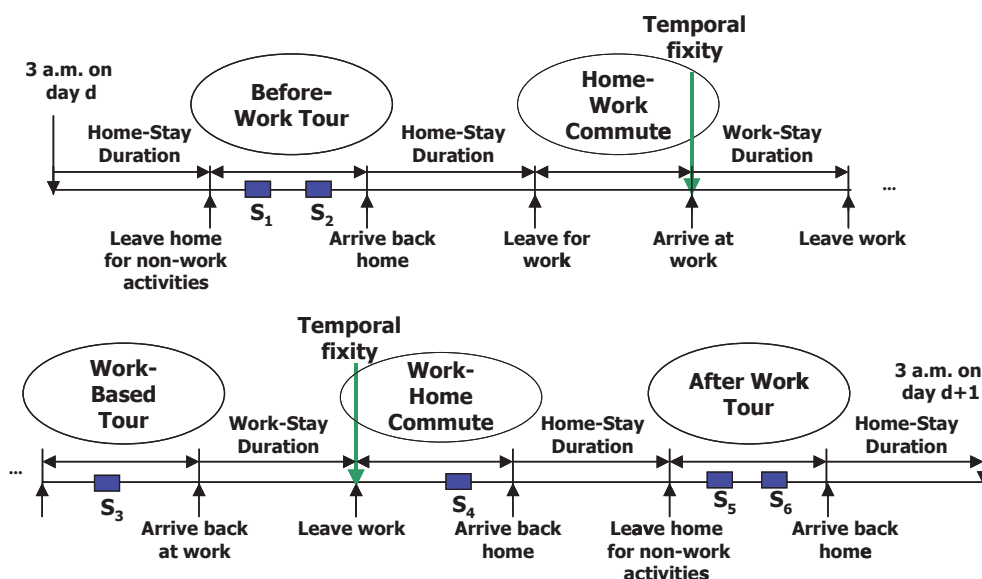 Temporal
fixity
3 a.m. on
day d
Before-
Work Tour
Home-
Work
Commute
Home-Stay
Duration
Home-Stay
Duration
Work-Stay
Duration
...
S1
S2
Leave home
for non-work
activities
Arrive back
home
Leave for
work
Arrive at
work
Leave work
Temporal
fixity
Work-
Based
Tour
Work-
Home
Commute
After Work
Tour
3 a.m. on
day d+1
Work-Stay
Duration
Home-Stay
Duration
Home-Stay
Duration
...
S3
S4
S5
S6
Arrive back
at work
Leave work
Arrive back
home
Leave home
for non-work
activities
Arrive back
home